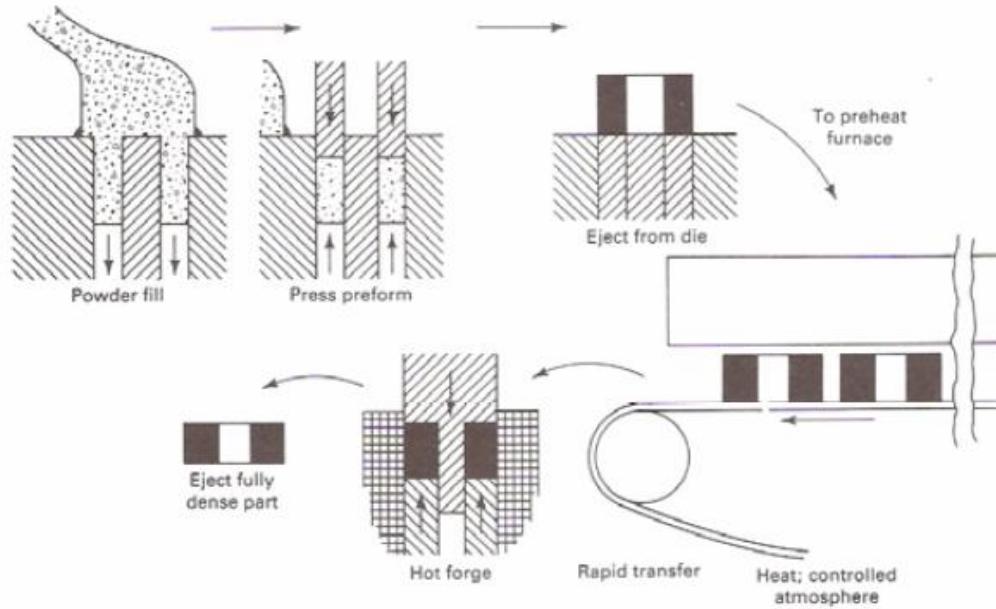 Powder fill
Press preform
Eject from die
To preheat
furnace
Eject fully
dense part
Hot forge
Rapid transfer
Heat; controlled
atmosphere